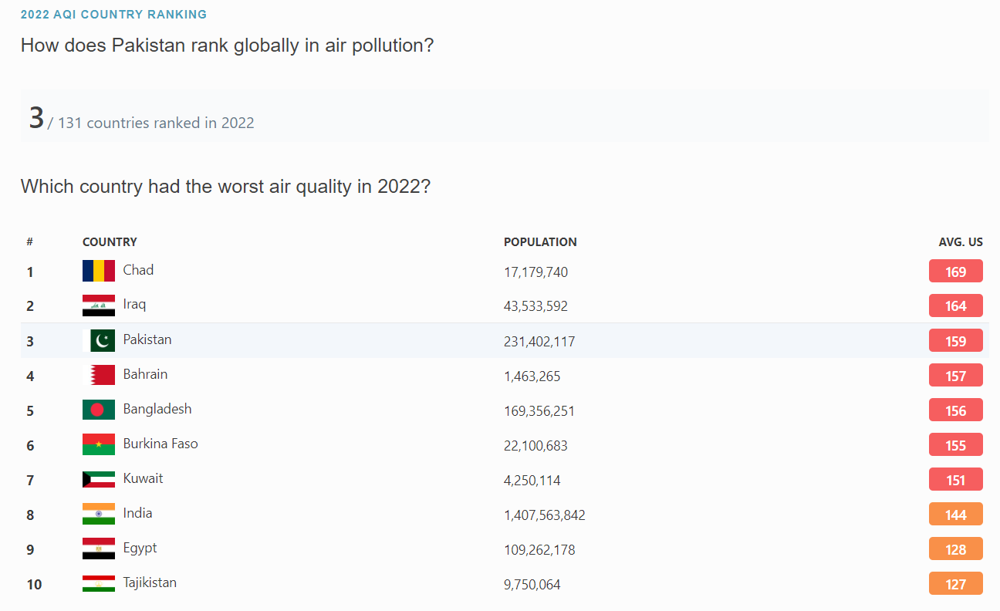 2022 AQI COUNTRY RANKING
How does Pakistan rank globally in air pollution?
3 / 131 countries ranked in 2022
Which country had the worst air quality in 2022?
# COUNTRY POPULATION AVG. US
1 Chad 17,179,740 169
2 Iraq 43,533,592 164
3 Pakistan 231,402,117 159
4 Bahrain 1,463,265 157
5 Bangladesh 169,356,251 156
6 Burkina Faso 22,100,683 155
7 Kuwait 4,250,114 151
8 India 1,407,563,842 144
9 Egypt 109,262,178 128
10 Tajikistan 9,750,064 127